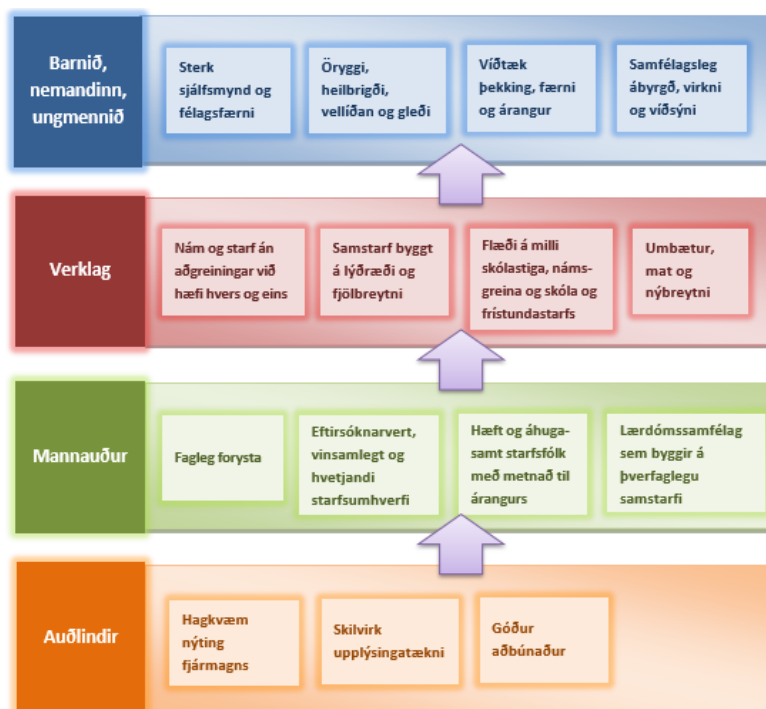 Barnið,
nemandinn,
ungmennið
Sterk
sjálfsmynd og
félagsfærni
Öryggi,
heilbrigði,
vellíðan og gleði
Víðtæk
þekking, færni
og árangur
Samfélagsleg
ábyrgð, virkni
og víðsýni
Verklag
Nám og starf án
aðgreiningar við
hæfi hvers og eins
Samstarf byggt
á lýðræði og
fjölbreytni
Flæði á milli
skólastiga, náms-
greina og skóla og
frístundastarfs
Umbætur,
mat og
nýbreytni
Mannauður
Fagleg forysta
Eftirsóknarvert,
vinsamlegt og
hvetjandi
starfsumhverfi
Hæft og áhuga-
samt starfsfólk
með metnað til
árangurs
Lærdómssamfélag
sem byggir á
þverfaglegu
samstarfi
Auðlindir
Hagkvæm
nýting
fjármagns
Skilvirk
upplýsingatækni
Góður
aðbúnaður